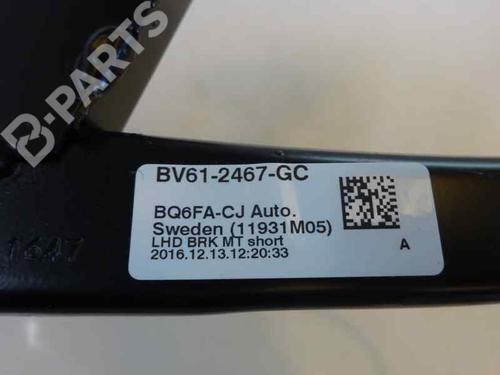 B-PARTS
BV61-2467-GC
BQ6FA-CJ Auto.
Sweden (11931M05)
LHD BRK MT short
2016.12.13.12:20:33
A
1647